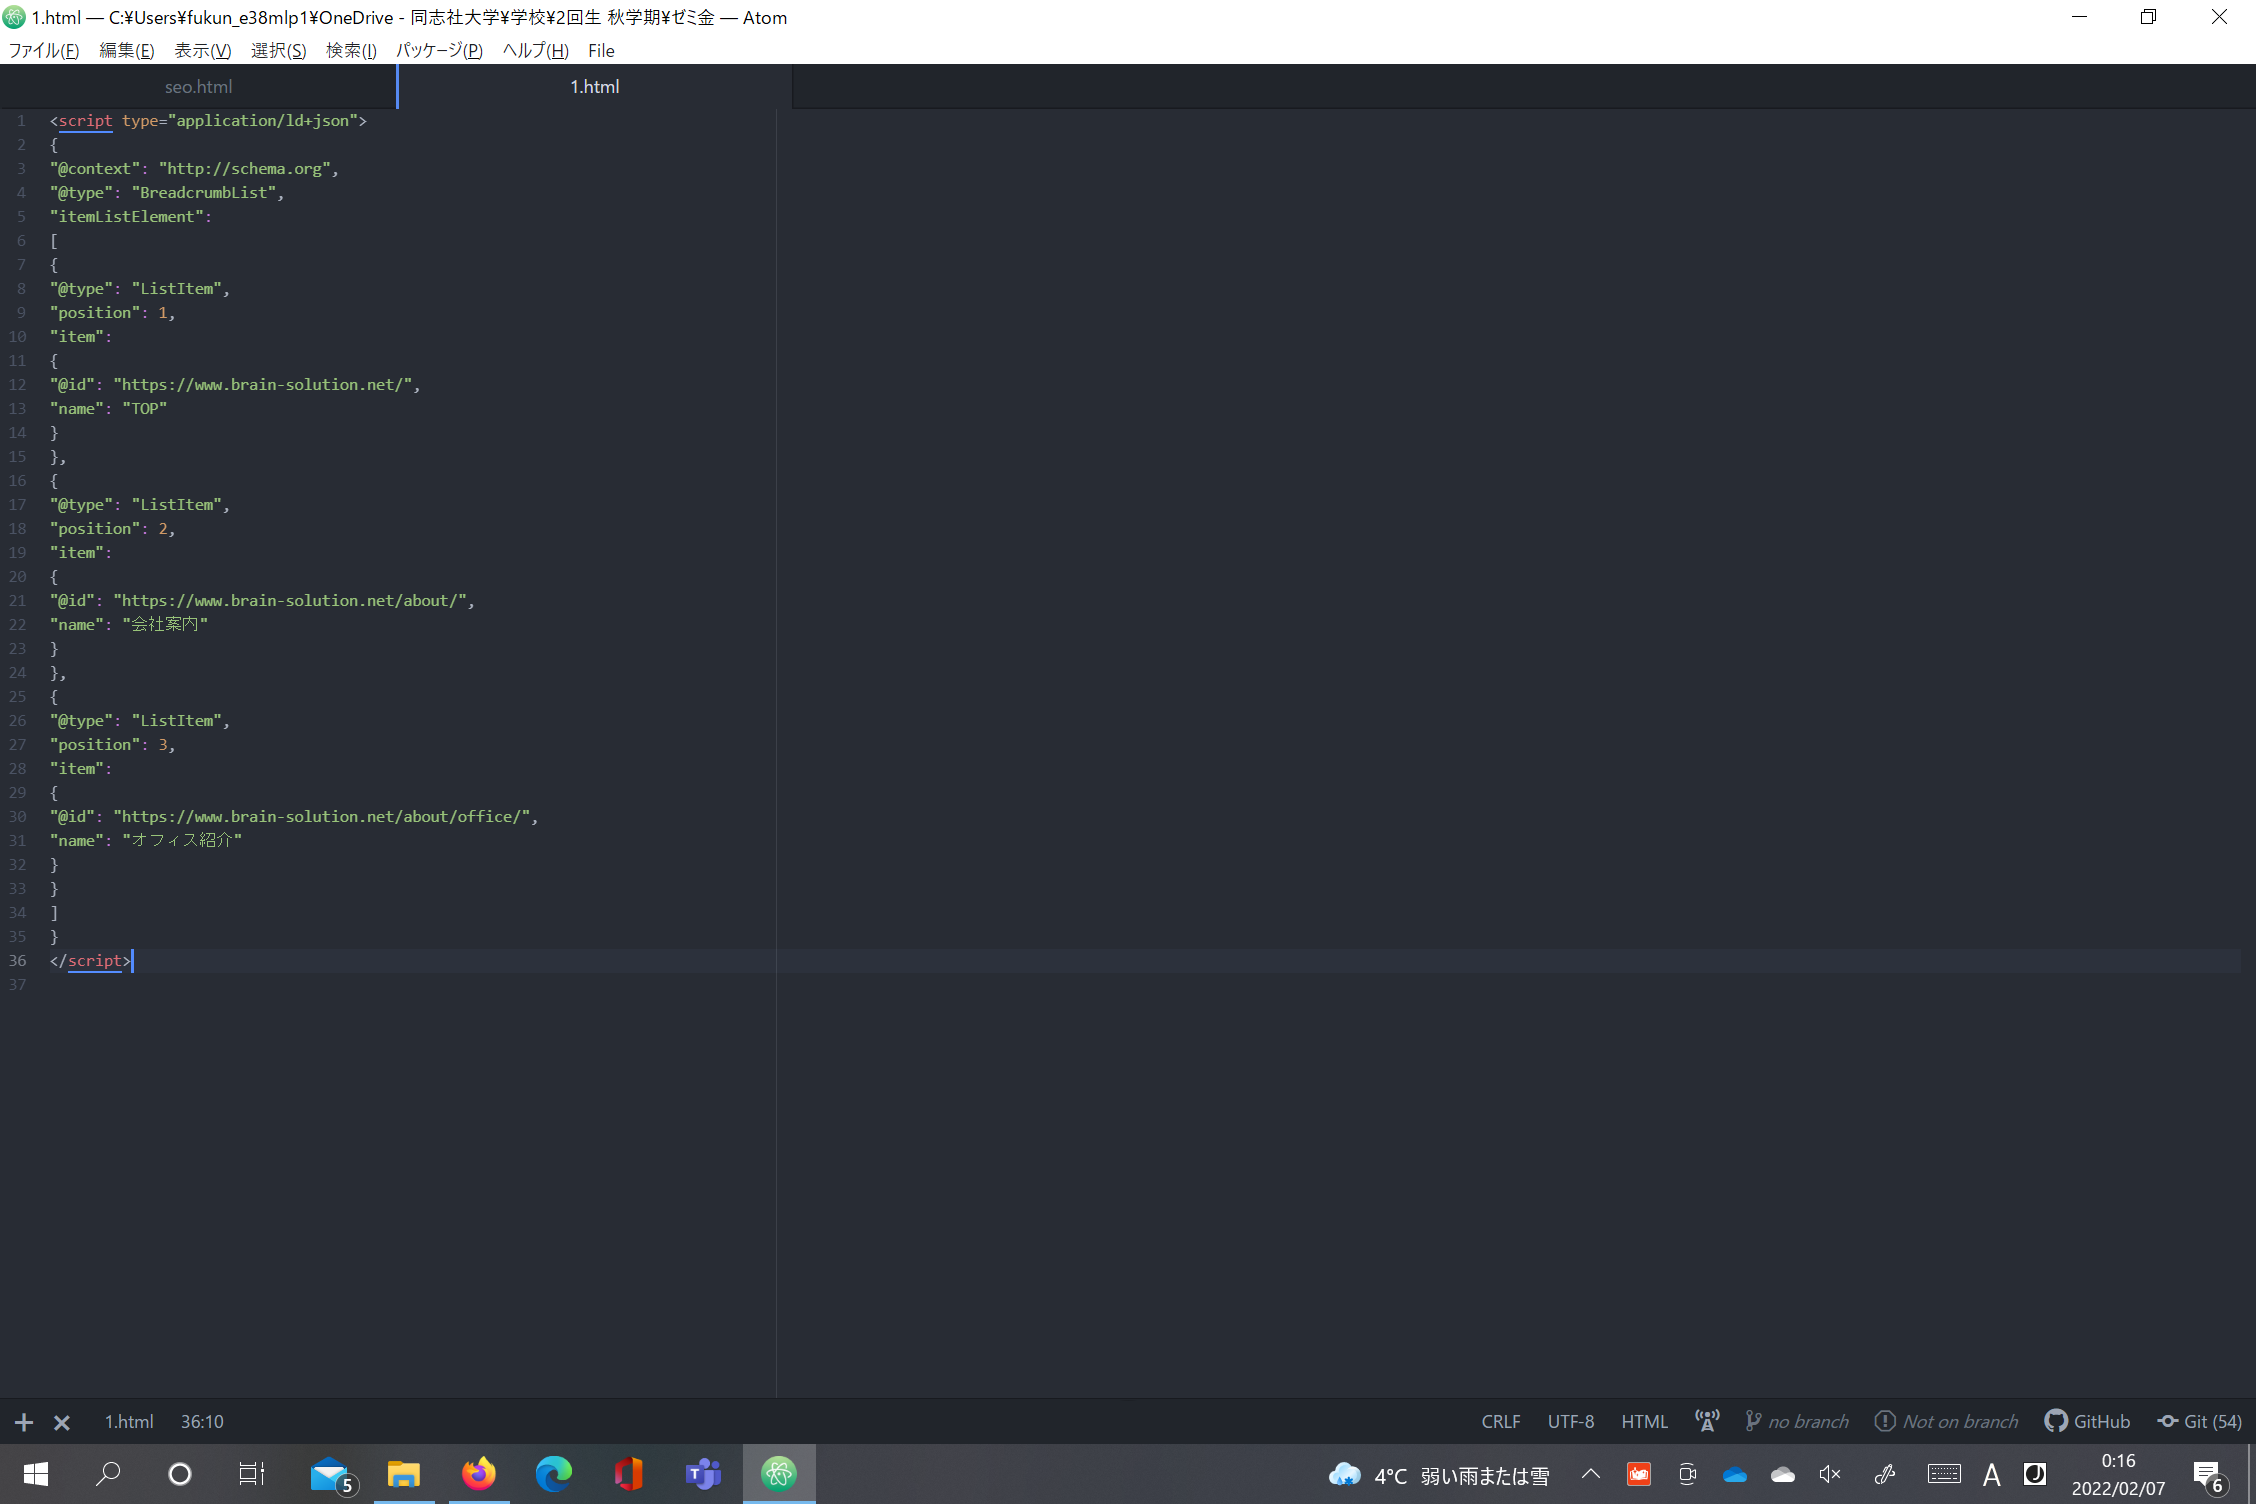 1.html — C:¥Users¥fukun_e38mlp1¥OneDrive - 同志社大学¥学校¥2回生 秋学期¥ゼミ金 — Atom
ファイル(F) 編集(E) 表示(V) 選択(S) 検索(I) パッケージ(P) ヘルプ(H) File
seo.html 1.html
1 <script type="application/ld+json">
2 {
3 "@context": "http://schema.org",
4 "@type": "BreadcrumbList",
5 "itemListElement":
6 [
7 {
8 "@type": "ListItem",
9 "position": 1,
10 "item":
11 {
12 "@id": "https://www.brain-solution.net/",
13 "name": "TOP"
14 }
15 },
16 {
17 "@type": "ListItem",
18 "position": 2,
19 "item":
20 {
21 "@id": "https://www.brain-solution.net/about/",
22 "name": "会社案内"
23 }
24 },
25 {
26 "@type": "ListItem",
27 "position": 3,
28 "item":
29 {
30 "@id": "https://www.brain-solution.net/about/office/",
31 "name": "オフィス紹介"
32 }
33 }
34 ]
35 }
36 </script>
37
1.html 36:10 CRLF UTF-8 HTML no branch Not on branch GitHub Git (54)
5 4°C 弱い雨または雪 A 0:16 6
2022/02/07